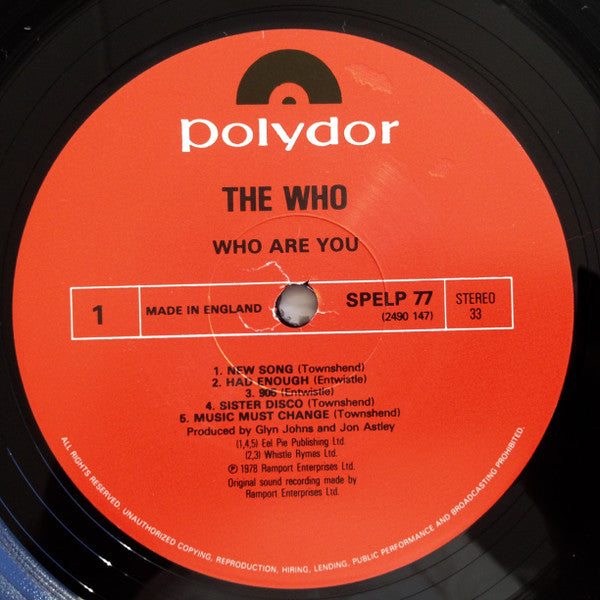 polydor
THE WHO
WHO ARE YOU
1
MADE IN ENGLAND
SPELP 77
(2490 147)
STEREO
33
1. NEW SONG (Townshend)
2. HAD ENOUGH (Entwistle)
3. 905 (Entwistle)
4. SISTER DISCO (Townshend)
5. MUSIC MUST CHANGE (Townshend)
Produced by Glyn Johns and Jon Astley
(1,4,5) Eel Pie Publishing Ltd.
(2,3) Whistle Rymes Ltd.
℗ 1978 Ramport Enterprises Ltd.
Original sound recording made by
Ramport Enterprises Ltd.
ALL RIGHTS RESERVED. UNAUTHORIZED COPYING, REPRODUCTION, HIRING, LENDING, PUBLIC PERFORMANCE AND BROADCASTING PROHIBITED.